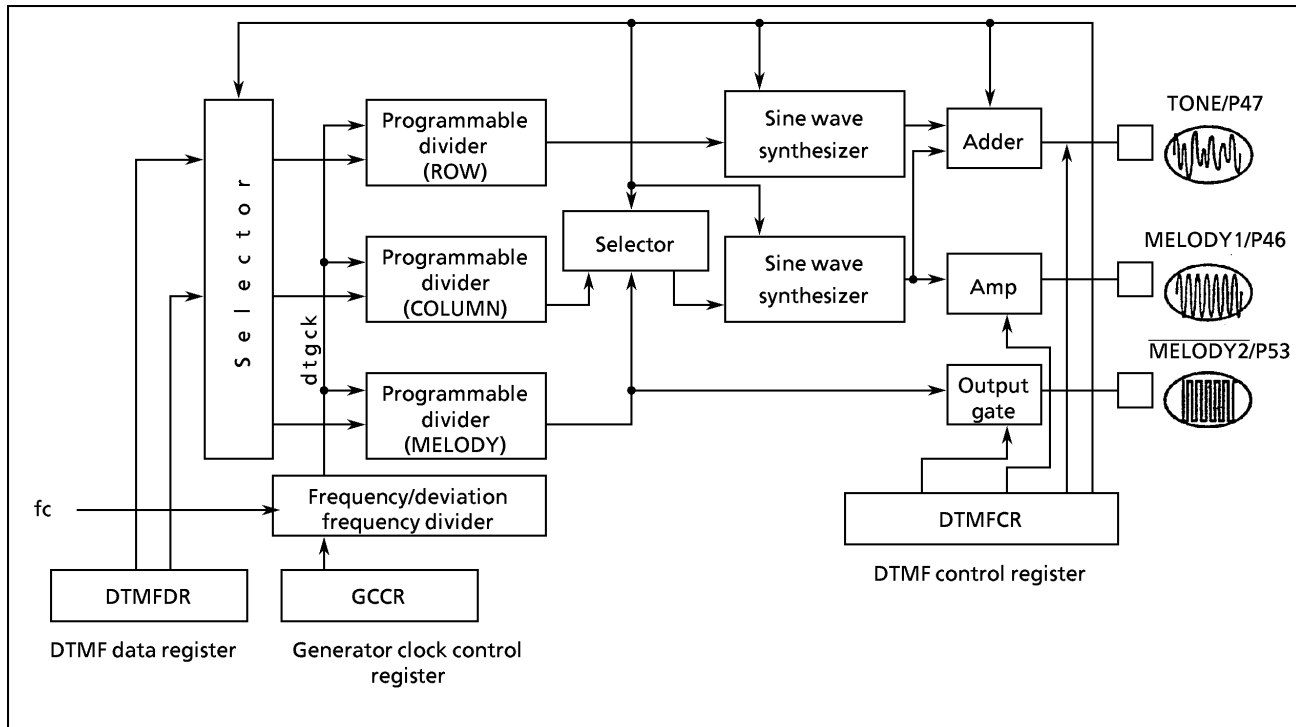 TONE/P47
Programmable
divider
(ROW)
Sine wave
synthesizer
Adder
Selector
MELODY1/P46
Programmable
divider
(COLUMN)
Selector
Sine wave
synthesizer
Amp
dtgck
MELODY2/P53
Programmable
divider
(MELODY)
Output
gate
fc
Frequency/deviation
frequency divider
DTMFCR
DTMF control register
DTMFDR
GCCR
DTMF data register
Generator clock control
register